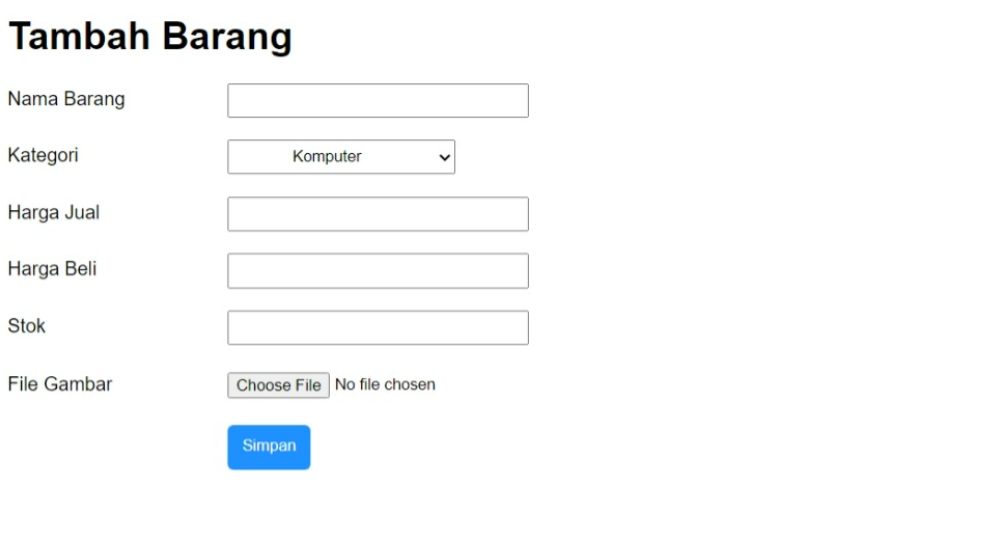 Tambah Barang
Nama Barang
Kategori Komputer
Harga Jual
Harga Beli
Stok
File Gambar Choose File No file chosen
Simpan